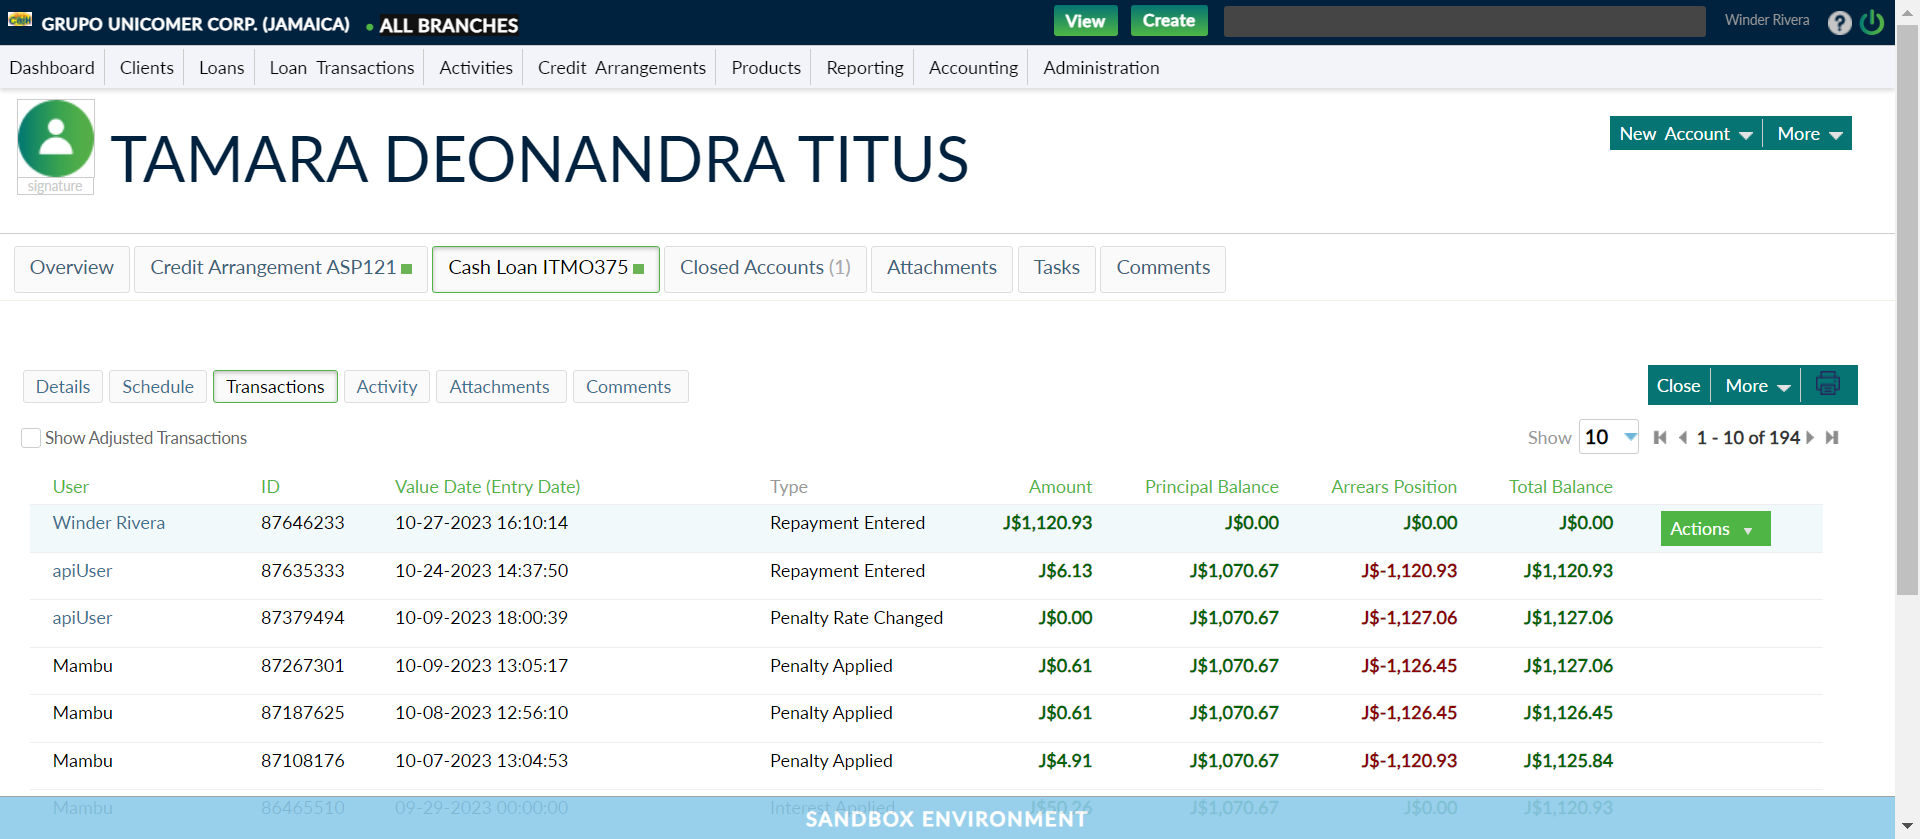 GRUPO UNICOMER CORP. (JAMAICA) • ALL BRANCHES View Create Winder Rivera ?
Dashboard Clients Loans Loan Transactions Activities Credit Arrangements Products Reporting Accounting Administration
TAMARA DEONANDRA TITUS
signature
New Account More
Overview Credit Arrangement ASP121 Cash Loan ITMO375 Closed Accounts (1) Attachments Tasks Comments
Details Schedule Transactions Activity Attachments Comments Close More
Show Adjusted Transactions Show 10 1 - 10 of 194
User ID Value Date (Entry Date) Type Amount Principal Balance Arrears Position Total Balance
Winder Rivera 87646233 10-27-2023 16:10:14 Repayment Entered J$1,120.93 J$0.00 J$0.00 J$0.00 Actions
apiUser 87635333 10-24-2023 14:37:50 Repayment Entered J$6.13 J$1,070.67 J$-1,120.93 J$1,120.93
apiUser 87379494 10-09-2023 18:00:39 Penalty Rate Changed J$0.00 J$1,070.67 J$-1,127.06 J$1,127.06
Mambu 87267301 10-09-2023 13:05:17 Penalty Applied J$0.61 J$1,070.67 J$-1,126.45 J$1,127.06
Mambu 87187625 10-08-2023 12:56:10 Penalty Applied J$0.61 J$1,070.67 J$-1,126.45 J$1,126.45
Mambu 87108176 10-07-2023 13:04:53 Penalty Applied J$4.91 J$1,070.67 J$-1,120.93 J$1,125.84
Mambu 86465510 09-29-2023 00:00:00 Interest Applied J$50.26 J$1,070.67 J$0.00 J$1,120.93
SANDBOX ENVIRONMENT